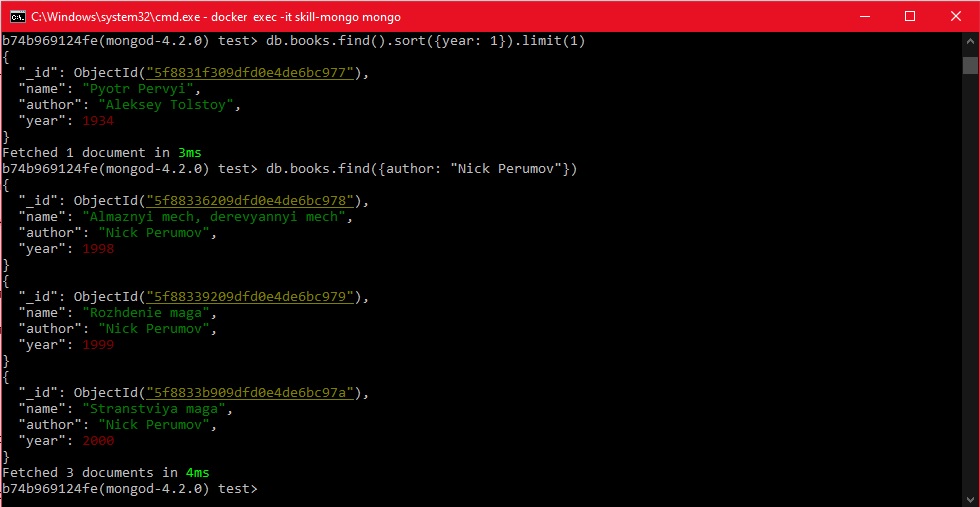 C:\Windows\system32\cmd.exe - docker exec -it skill-mongo mongo
b74b969124fe(mongod-4.2.0) test> db.books.find().sort({year: 1}).limit(1)
{
  "_id": ObjectId("5f8831f309dfd0e4de6bc977"),
  "name": "Pyotr Pervyi",
  "author": "Aleksey Tolstoy",
  "year": 1934
}
Fetched 1 document in 3ms
b74b969124fe(mongod-4.2.0) test> db.books.find({author: "Nick Perumov"})
{
  "_id": ObjectId("5f88336209dfd0e4de6bc978"),
  "name": "Almaznyi mech, derevyannyi mech",
  "author": "Nick Perumov",
  "year": 1998
}
{
  "_id": ObjectId("5f88339209dfd0e4de6bc979"),
  "name": "Rozhdenie maga",
  "author": "Nick Perumov",
  "year": 1999
}
{
  "_id": ObjectId("5f8833b909dfd0e4de6bc97a"),
  "name": "Stranstviya maga",
  "author": "Nick Perumov",
  "year": 2000
}
Fetched 3 documents in 4ms
b74b969124fe(mongod-4.2.0) test>